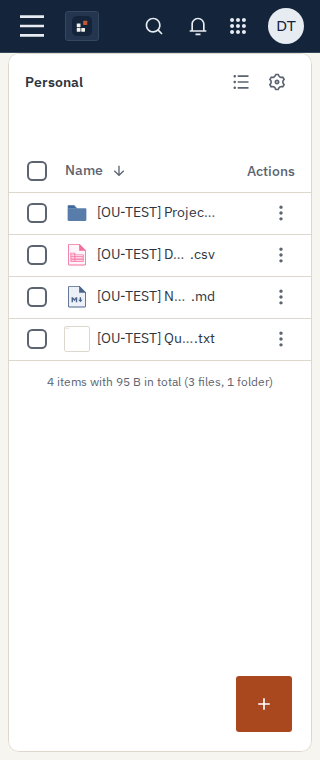 DT
Personal
Name
Actions
[OU-TEST] Projec...
[OU-TEST] D... .csv
[OU-TEST] N... .md
[OU-TEST] Qu....txt
4 items with 95 B in total (3 files, 1 folder)